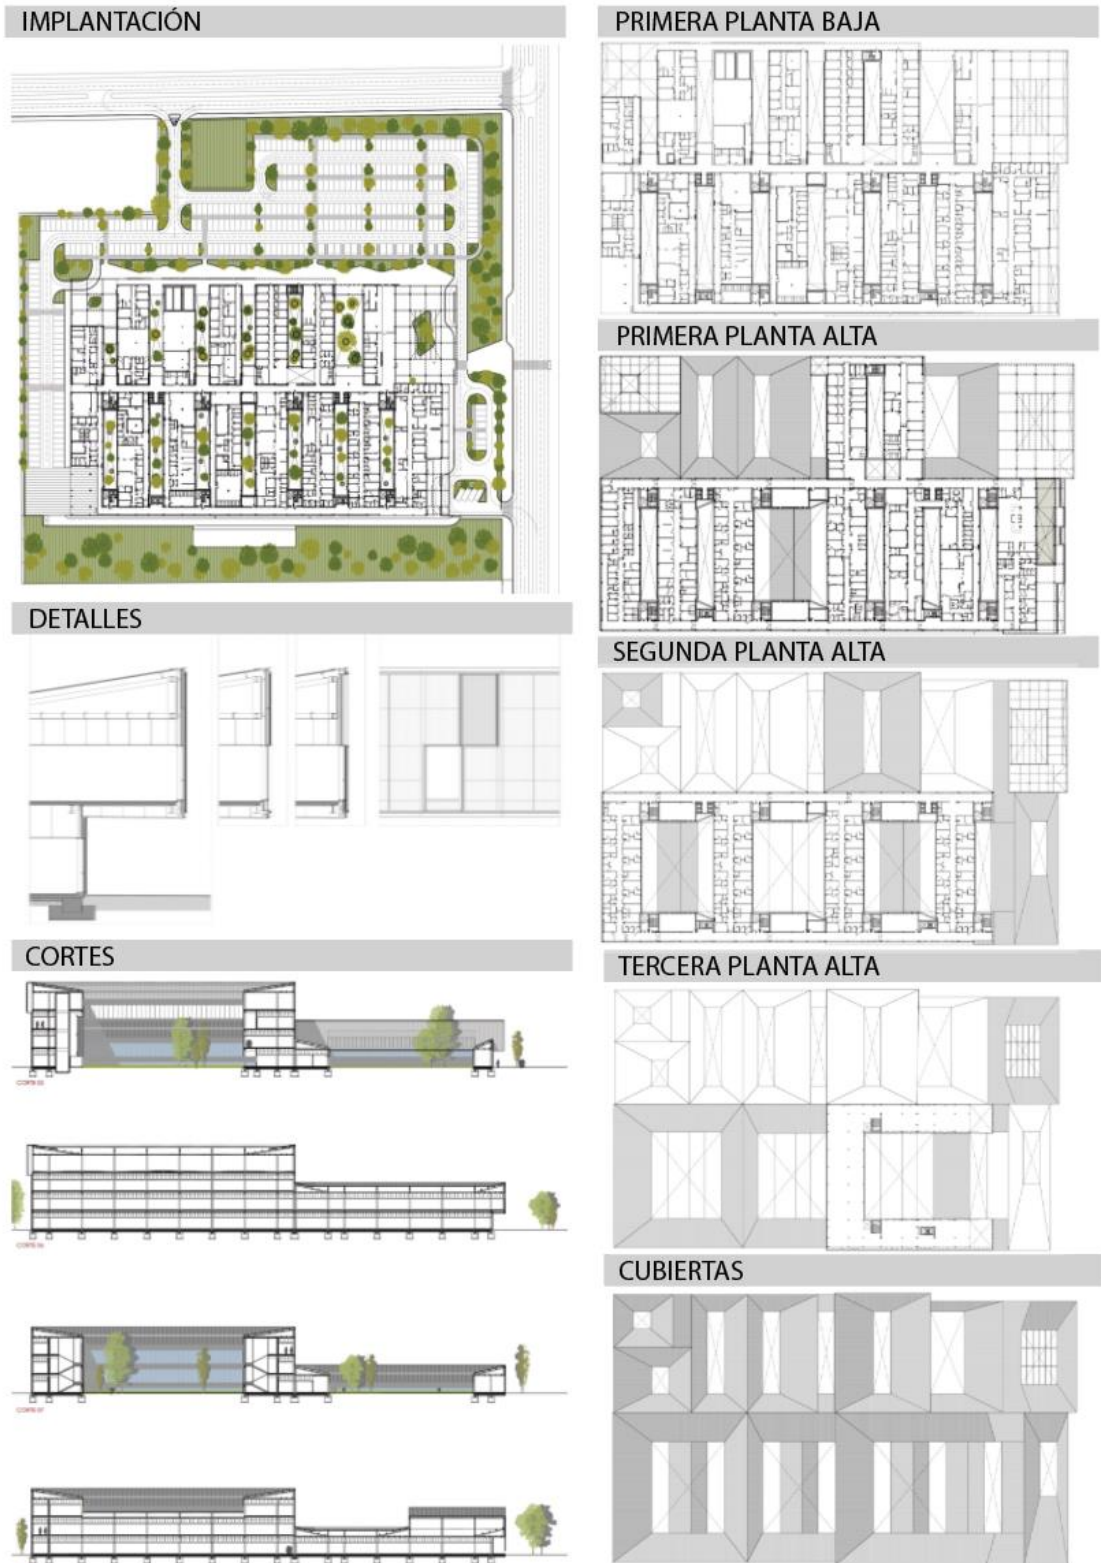 IMPLANTACIÓN
DETALLES
CORTES
PRIMERA PLANTA BAJA
PRIMERA PLANTA ALTA
SEGUNDA PLANTA ALTA
TERCERA PLANTA ALTA
CUBIERTAS